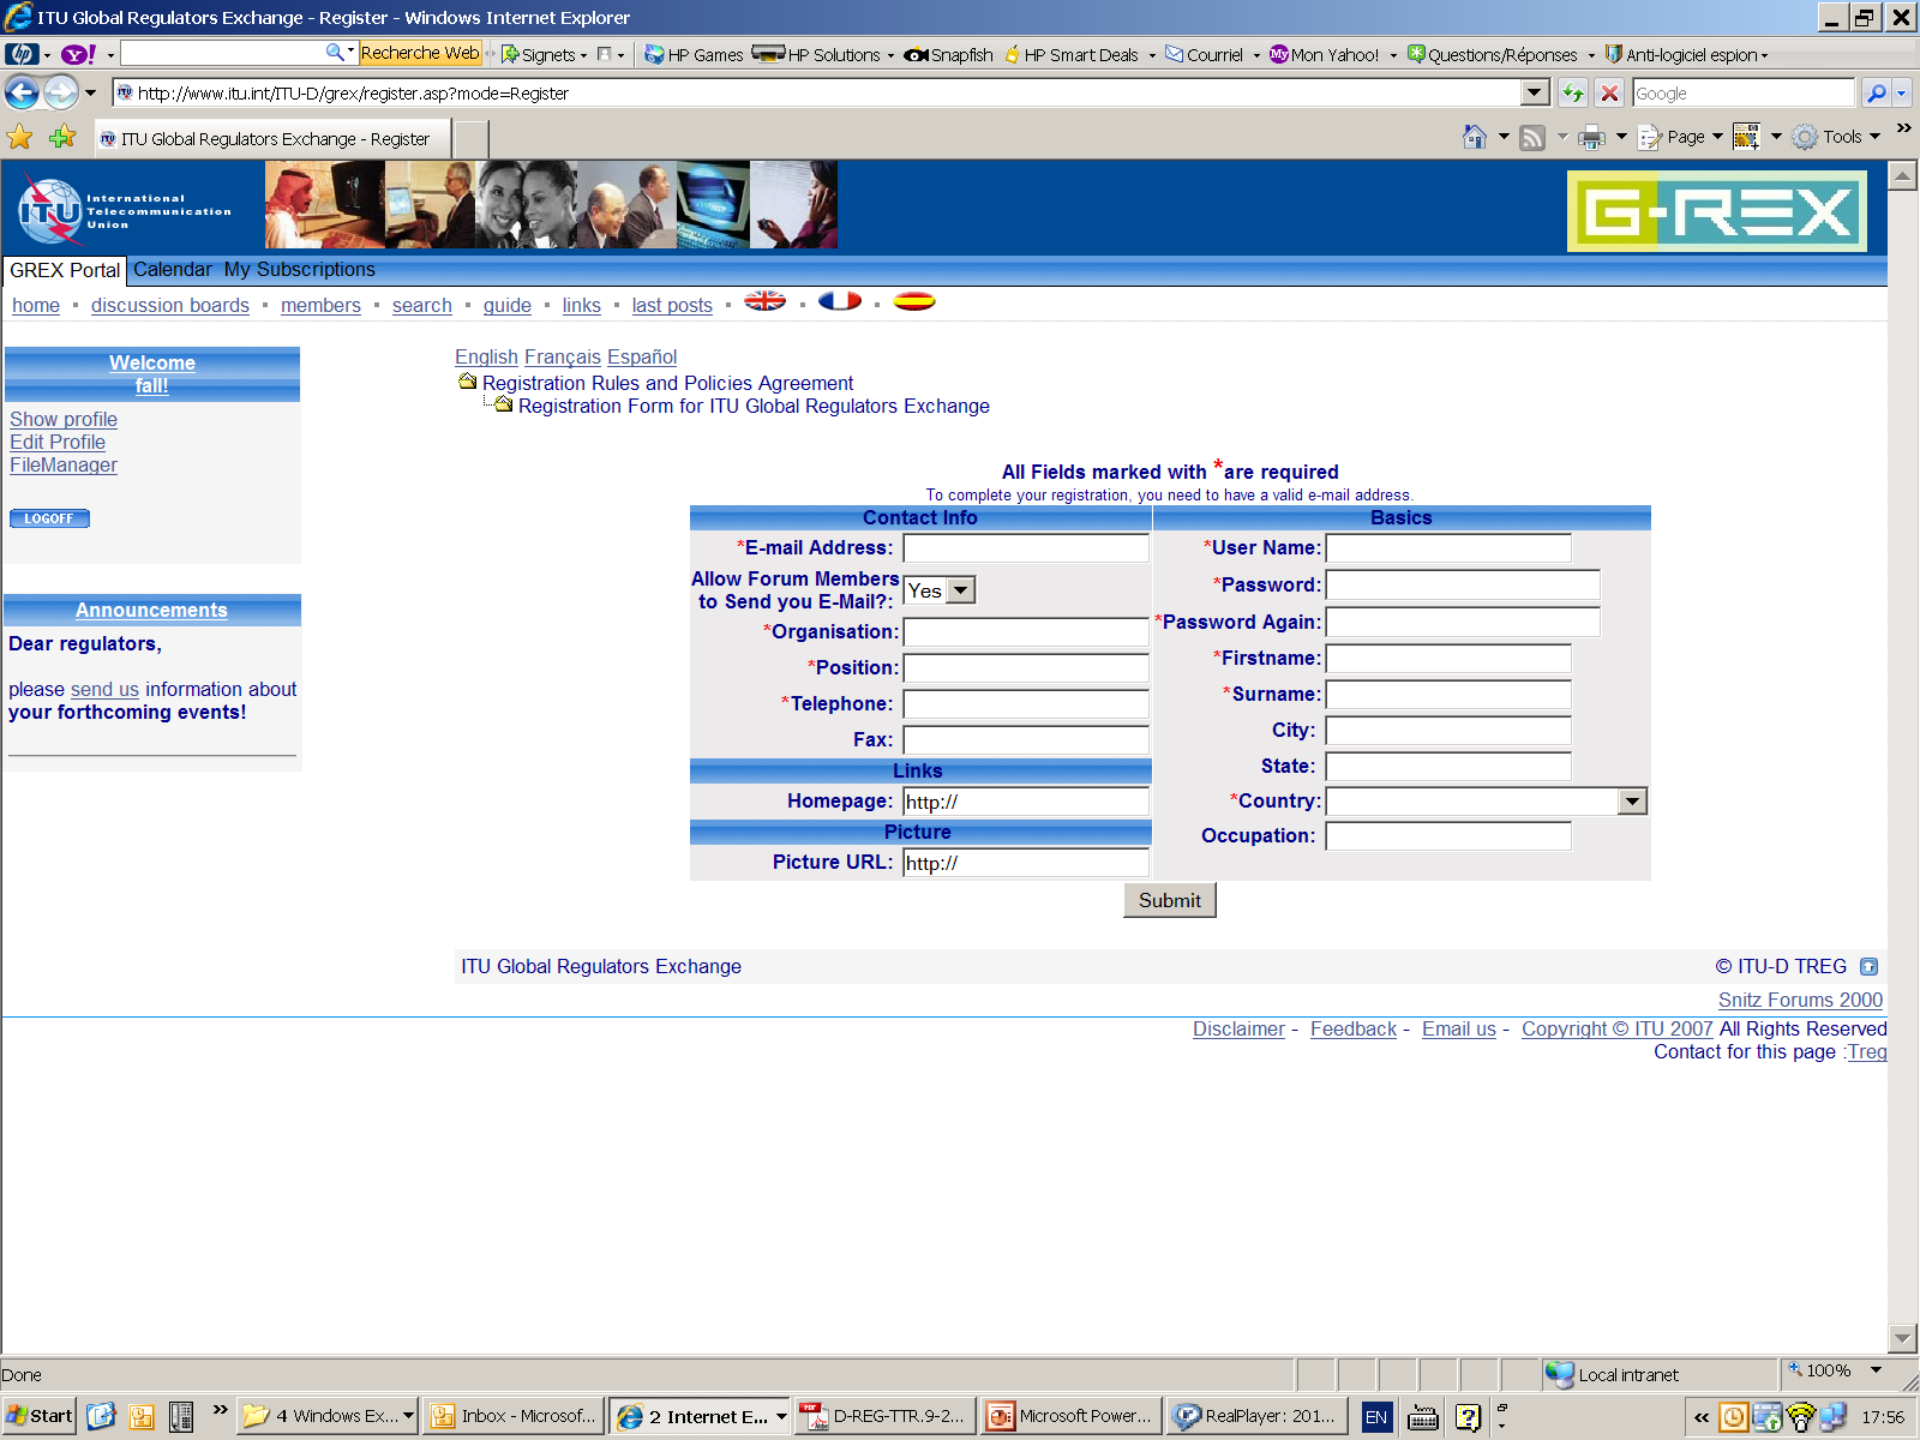 ITU Global Regulators Exchange - Register - Windows Internet Explorer
Recherche Web Signets HP Games HP Solutions Snapfish HP Smart Deals Courriel Mon Yahoo! Questions/Réponses Anti-logiciel espion
http://www.itu.int/ITU-D/grex/register.asp?mode=Register Google
ITU Global Regulators Exchange - Register Page Tools
ITU International Telecommunication Union
G-REX
GREX Portal Calendar My Subscriptions
home discussion boards members search guide links last posts
Welcome
fall!
Show profile
Edit Profile
FileManager
LOGOFF
Announcements
Dear regulators,
please send us information about
your forthcoming events!
English Français Español
Registration Rules and Policies Agreement
Registration Form for ITU Global Regulators Exchange
All Fields marked with *are required
To complete your registration, you need to have a valid e-mail address.
Contact Info
*E-mail Address:
Allow Forum Members
to Send you E-Mail?: Yes
*Organisation:
*Position:
*Telephone:
Fax:
Links
Homepage: http://
Picture
Picture URL: http://
Basics
*User Name:
*Password:
*Password Again:
*Firstname:
*Surname:
City:
State:
*Country:
Occupation:
Submit
ITU Global Regulators Exchange © ITU-D TREG
Snitz Forums 2000
Disclaimer - Feedback - Email us - Copyright © ITU 2007 All Rights Reserved
Contact for this page :Treg
Done Local intranet 100%
Start 4 Windows Ex... Inbox - Microsof... 2 Internet E... D-REG-TTR.9-2... Microsoft Power... RealPlayer: 201... EN 17:56